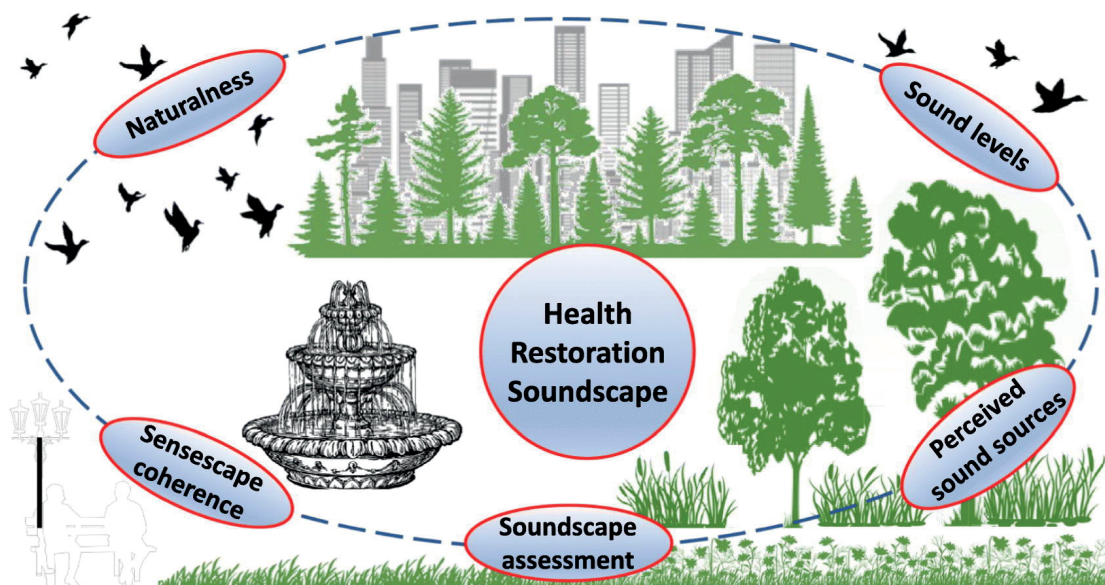 Naturalness
Sound levels
Health
Restoration
Soundscape
Sensescape
coherence
Perceived
sound sources
Soundscape
assessment